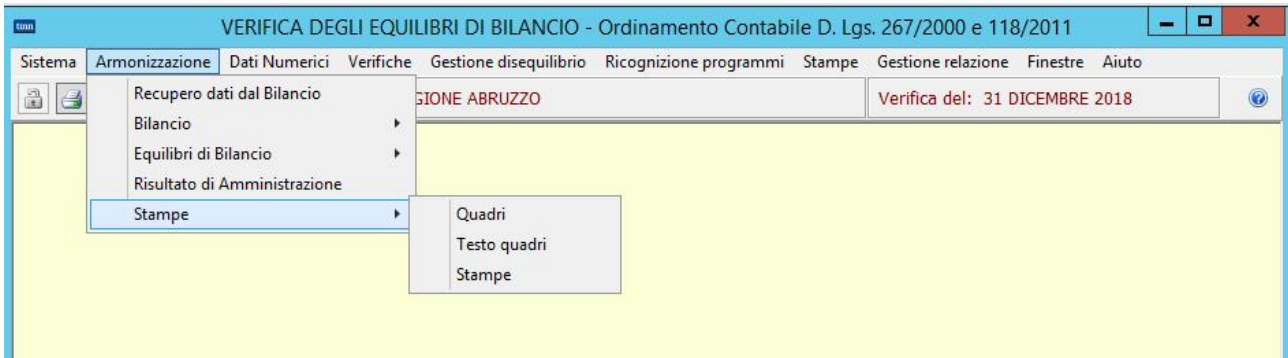 tinn VERIFICA DEGLI EQUILIBRI DI BILANCIO - Ordinamento Contabile D. Lgs. 267/2000 e 118/2011
Sistema Armonizzazione Dati Numerici Verifiche Gestione disequilibrio Ricognizione programmi Stampe Gestione relazione Finestre Aiuto
GIONE ABRUZZO Verifica del: 31 DICEMBRE 2018
Recupero dati dal Bilancio
Bilancio
Equilibri di Bilancio
Risultato di Amministrazione
Stampe
Quadri
Testo quadri
Stampe